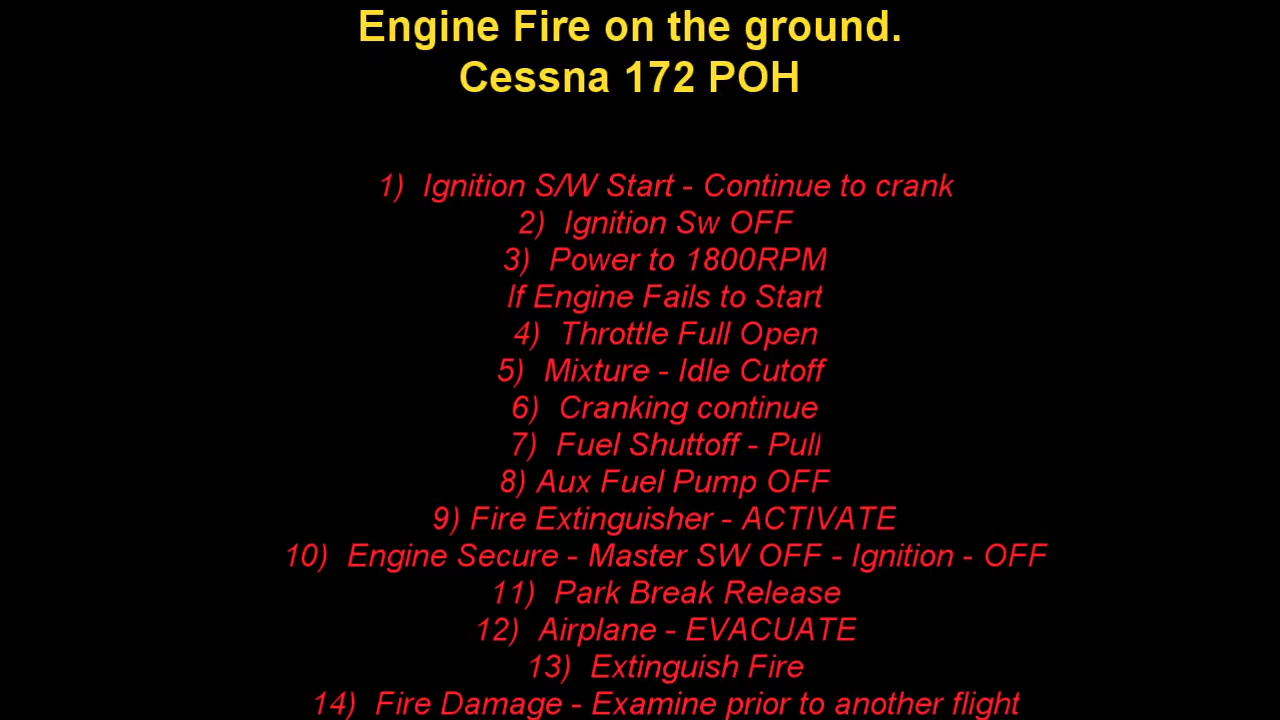 Engine Fire on the ground.
Cessna 172 POH
1) Ignition S/W Start - Continue to crank
2) Ignition Sw OFF
3) Power to 1800RPM
If Engine Fails to Start
4) Throttle Full Open
5) Mixture - Idle Cutoff
6) Cranking continue
7) Fuel Shuttoff - Pull
8) Aux Fuel Pump OFF
9) Fire Extinguisher - ACTIVATE
10) Engine Secure - Master SW OFF - Ignition - OFF
11) Park Break Release
12) Airplane - EVACUATE
13) Extinguish Fire
14) Fire Damage - Examine prior to another flight